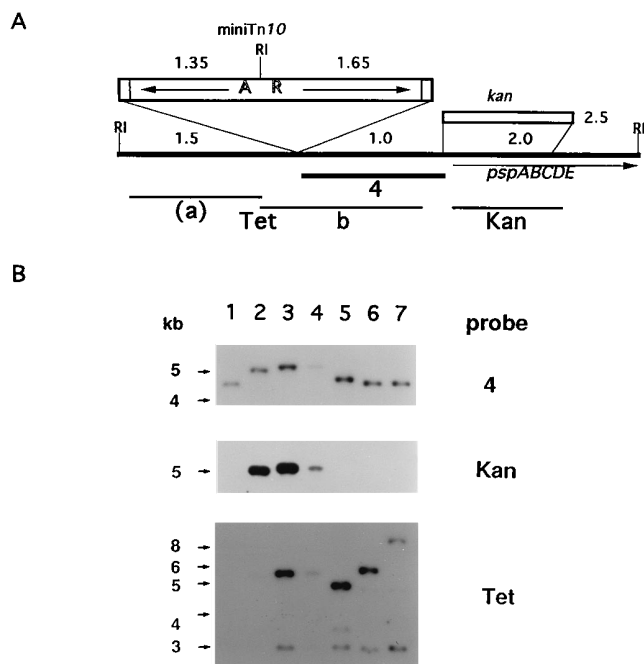 A
miniTn10
RI
1.35 1.65
A R
kan
2.5
RI 1.5 1.0 2.0 RI
4
pspABCDE
(a) Tet b Kan
B
kb 1 2 3 4 5 6 7 probe
5
4
4
5
Kan
8
6
5
4
3
Tet